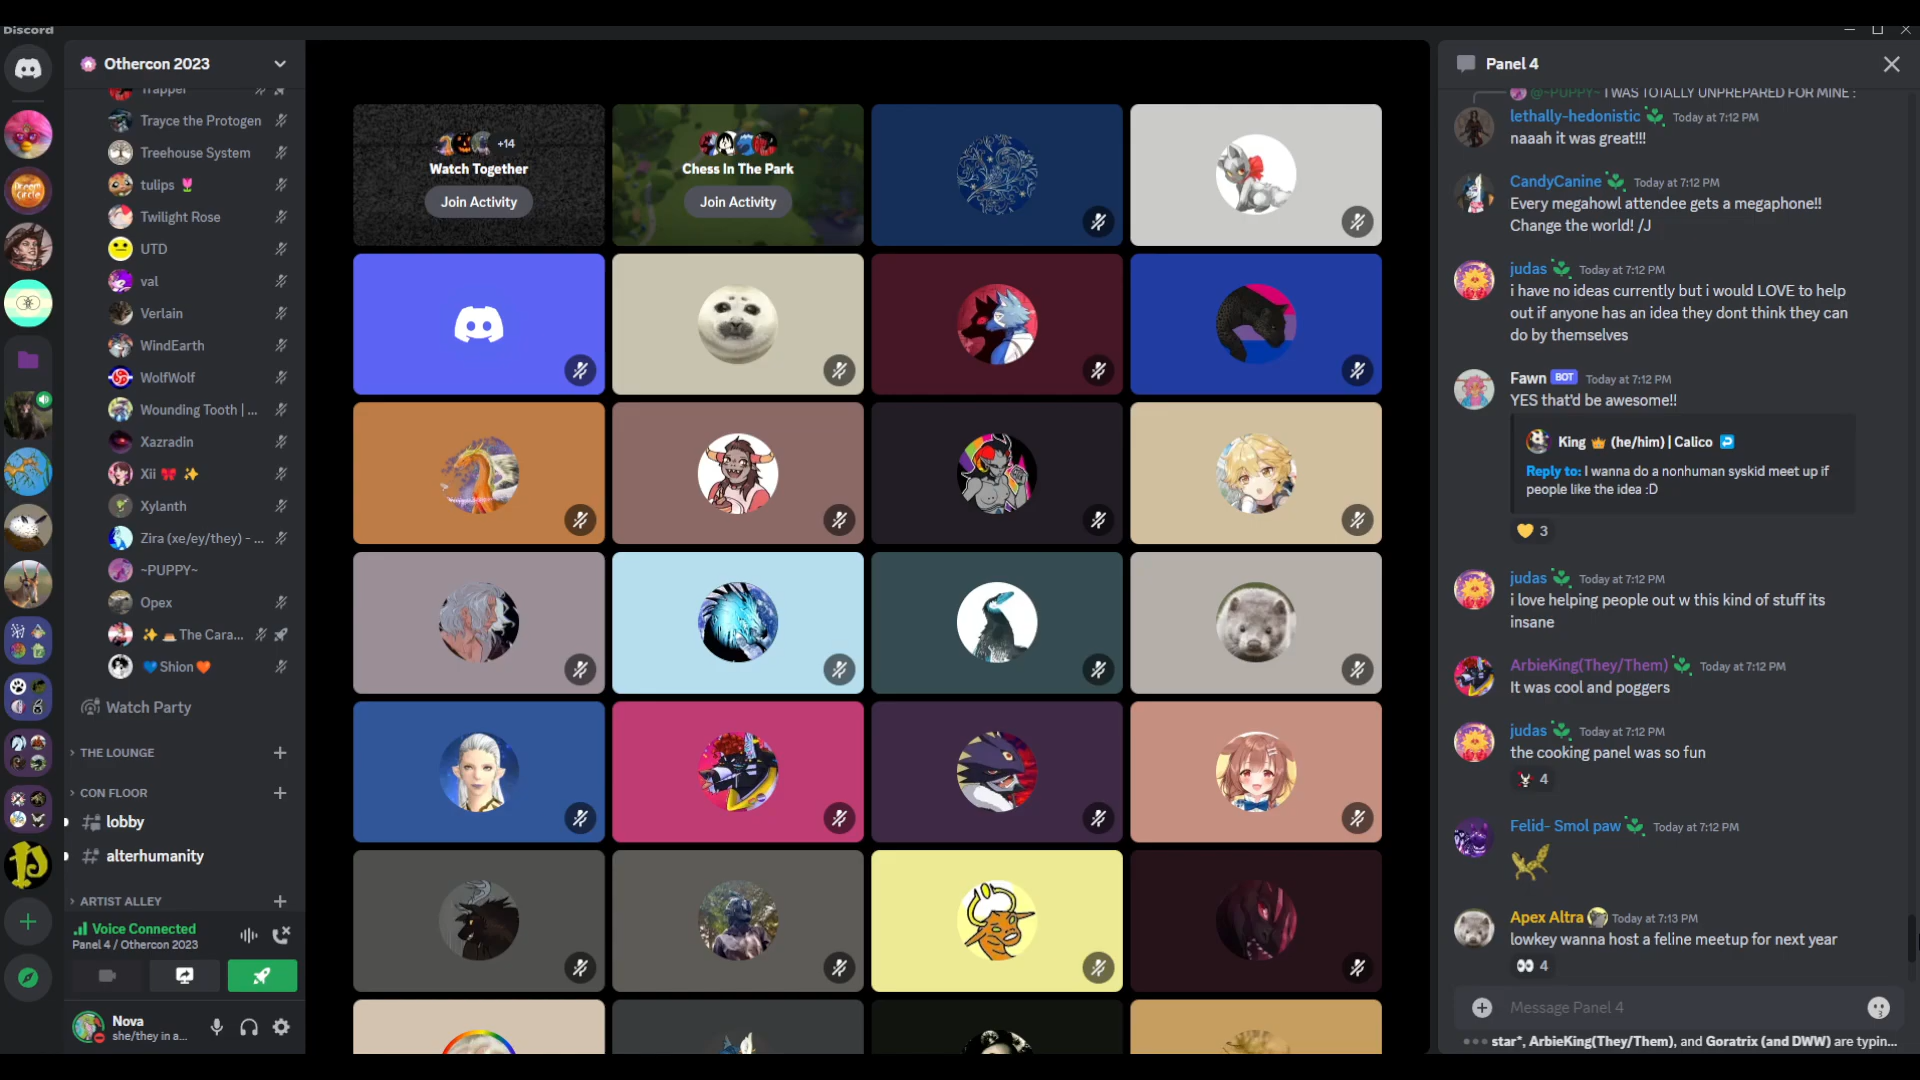 Discord
Othercon 2023
Trapper
Trayce the Protogen
Treehouse System
tulips 🌷
Twilight Rose
UTD
val
Verlain
WindEarth
WolfWolf
Wounding Tooth | ...
Xazradin
Xii 🎀 ✨
Xylanth
Zira (xe/ey/they) - ...
~PUPPY~
Opex
✨ 🌋The Cara...
💙Shion🧡
Watch Party
THE LOUNGE
CON FLOOR
lobby
alterhumanity
ARTIST ALLEY
Voice Connected
Panel 4 / Othercon 2023
Nova
she/they in a...
+14
Watch Together
Join Activity
Chess In The Park
Join Activity
Panel 4
@~PUPPY~ I WAS TOTALLY UNPREPARED FOR MINE :
lethally-hedonistic Today at 7:12 PM
naaah it was great!!!
CandyCanine Today at 7:12 PM
Every megahowl attendee gets a megaphone!!
Change the world! /J
judas Today at 7:12 PM
i have no ideas currently but i would LOVE to help
out if anyone has an idea they dont think they can
do by themselves
Fawn BOT Today at 7:12 PM
YES that'd be awesome!!
King 👑 (he/him) | Calico
Reply to: I wanna do a nonhuman syskid meet up if
people like the idea :D
💛 3
judas Today at 7:12 PM
i love helping people out w this kind of stuff its
insane
ArbieKing(They/Them) Today at 7:12 PM
It was cool and poggers
judas Today at 7:12 PM
the cooking panel was so fun
4
Felid- Smol paw Today at 7:12 PM
Apex Altra Today at 7:13 PM
lowkey wanna host a feline meetup for next year
👀 4
Message Panel 4
star*, ArbieKing(They/Them), and Goratrix (and DWW) are typin...